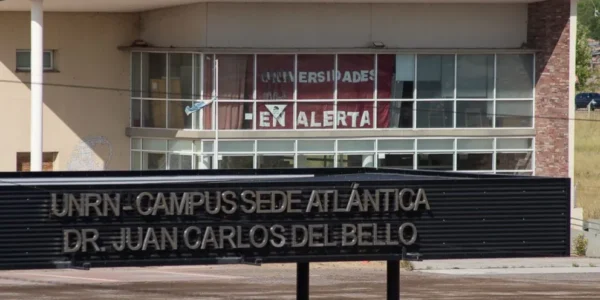 UNIVERSIDADES
EN ALERTA
UNRN-CAMPUS SEDE ATLÁNTICA
DR. JUAN CARLOS DEL BELLO